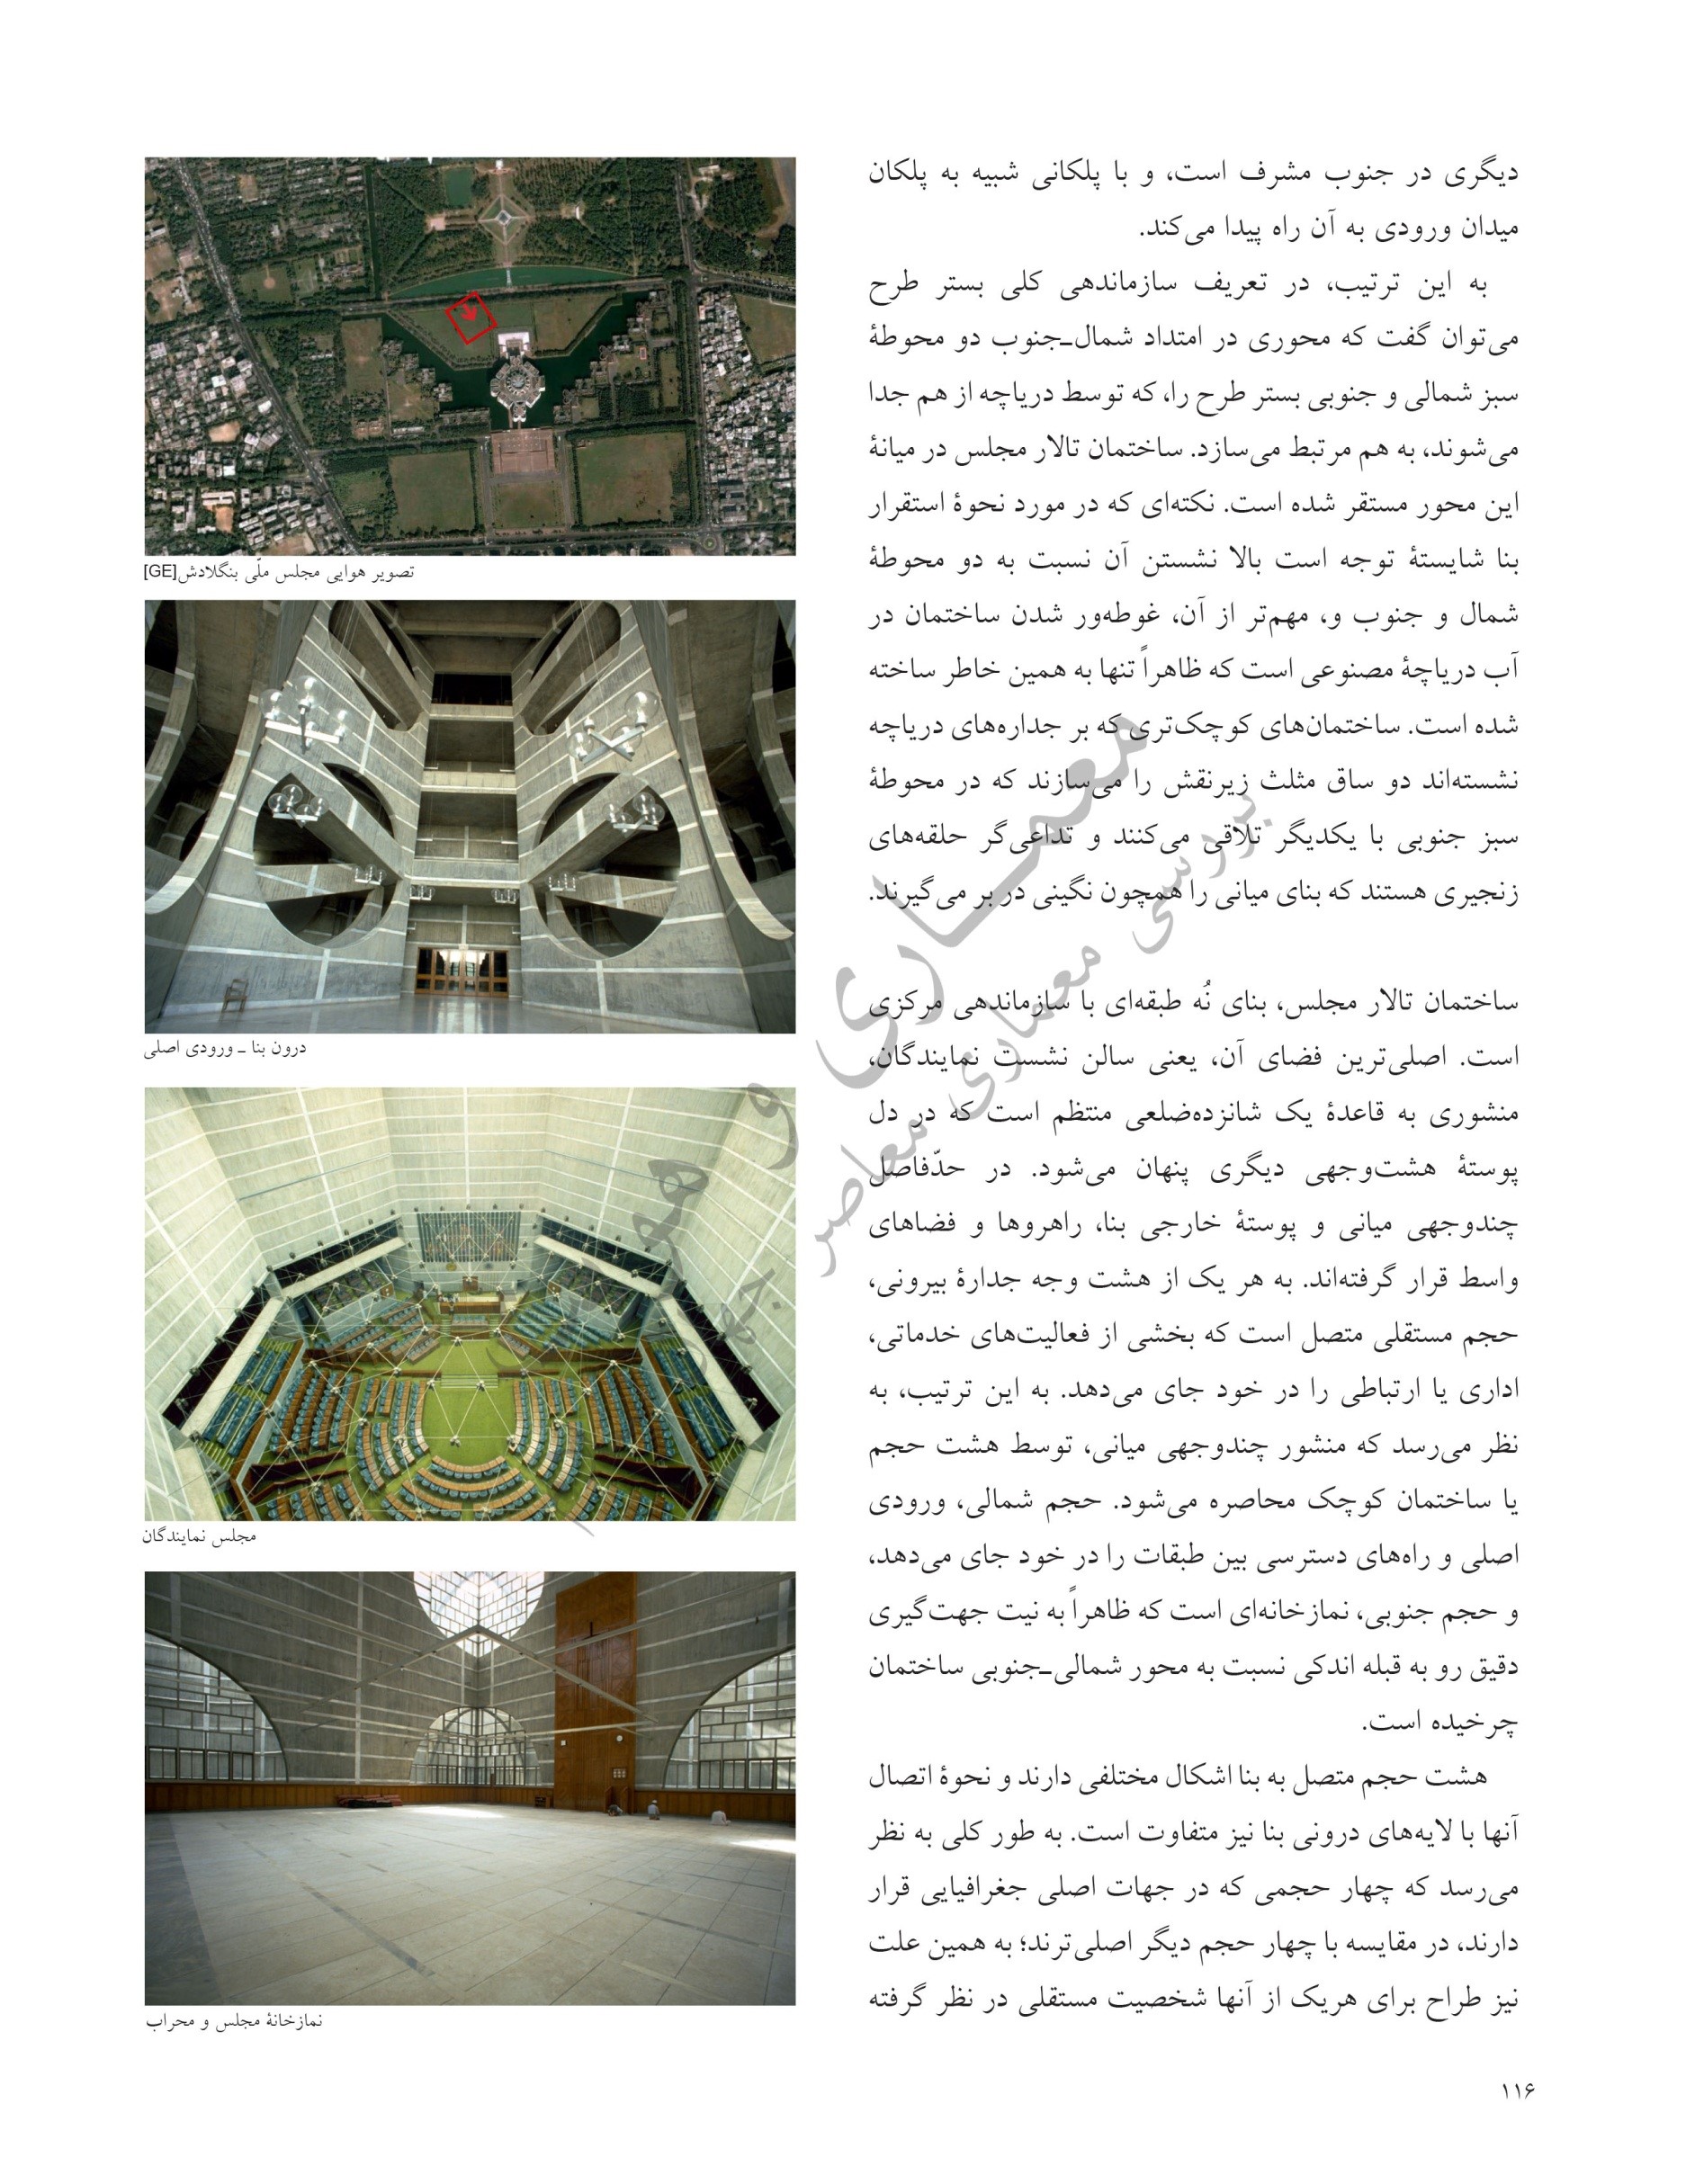 دیگری در جنوب مشرف است، و با پلکانی شبیه به پلکان
میدان ورودی به آن راه پیدا می‌کند.
به این ترتیب، در تعریف سازماندهی کلی بستر طرح
می‌توان گفت که محوری در امتداد شمال‌ـ‌جنوب دو محوطهٔ
سبز شمالی و جنوبی بستر طرح را، که توسط دریاچه از هم جدا
می‌شوند، به هم مرتبط می‌سازد. ساختمان تالار مجلس در میانهٔ
این محور مستقر شده است. نکته‌ای که در مورد نحوهٔ استقرار
بنا شایستهٔ توجه است بالا نشستن آن نسبت به دو محوطهٔ
شمال و جنوب و، مهم‌تر از آن، غوطه‌ور شدن ساختمان در
آب دریاچهٔ مصنوعی است که ظاهراً تنها به همین خاطر ساخته
شده است. ساختمان‌های کوچک‌تری که بر جداره‌های دریاچه
نشسته‌اند دو ساق مثلث زیرنقش را می‌سازند که در محوطهٔ
سبز جنوبی با یکدیگر تلاقی می‌کنند و تداعی‌گر حلقه‌های
زنجیری هستند که بنای میانی را همچون نگینی در بر می‌گیرند.
ساختمان تالار مجلس، بنای نُه طبقه‌ای با سازماندهی مرکزی
است. اصلی‌ترین فضای آن، یعنی سالن نشست نمایندگان،
منشوری به قاعدهٔ یک شانزده‌ضلعی منتظم است که در دل
پوستهٔ هشت‌وجهی دیگری پنهان می‌شود. در حدّفاصل
چندوجهی میانی و پوستهٔ خارجی بنا، راهروها و فضاهای
واسط قرار گرفته‌اند. به هر یک از هشت وجه جدارهٔ بیرونی،
حجم مستقلی متصل است که بخشی از فعالیت‌های خدماتی،
اداری یا ارتباطی را در خود جای می‌دهد. به این ترتیب، به
نظر می‌رسد که منشور چندوجهی میانی، توسط هشت حجم
یا ساختمان کوچک محاصره می‌شود. حجم شمالی، ورودی
اصلی و راه‌های دسترسی بین طبقات را در خود جای می‌دهد،
و حجم جنوبی، نمازخانه‌ای است که ظاهراً به نیت جهت‌گیری
دقیق رو به قبله اندکی نسبت به محور شمالی‌ـ‌جنوبی ساختمان
چرخیده است.
هشت حجم متصل به بنا اشکال مختلفی دارند و نحوهٔ اتصال
آنها با لایه‌های درونی بنا نیز متفاوت است. به طور کلی به نظر
می‌رسد که چهار حجمی که در جهات اصلی جغرافیایی قرار
دارند، در مقایسه با چهار حجم دیگر اصلی‌ترند؛ به همین علت
نیز طراح برای هریک از آنها شخصیت مستقلی در نظر گرفته
تصویر هوایی مجلس ملّی بنگلادش[GE]
درون بنا ـ ورودی اصلی
مجلس نمایندگان
نمازخانهٔ مجلس و محراب
معمـاری و
بررسی معماری معاصر
۱۱۶